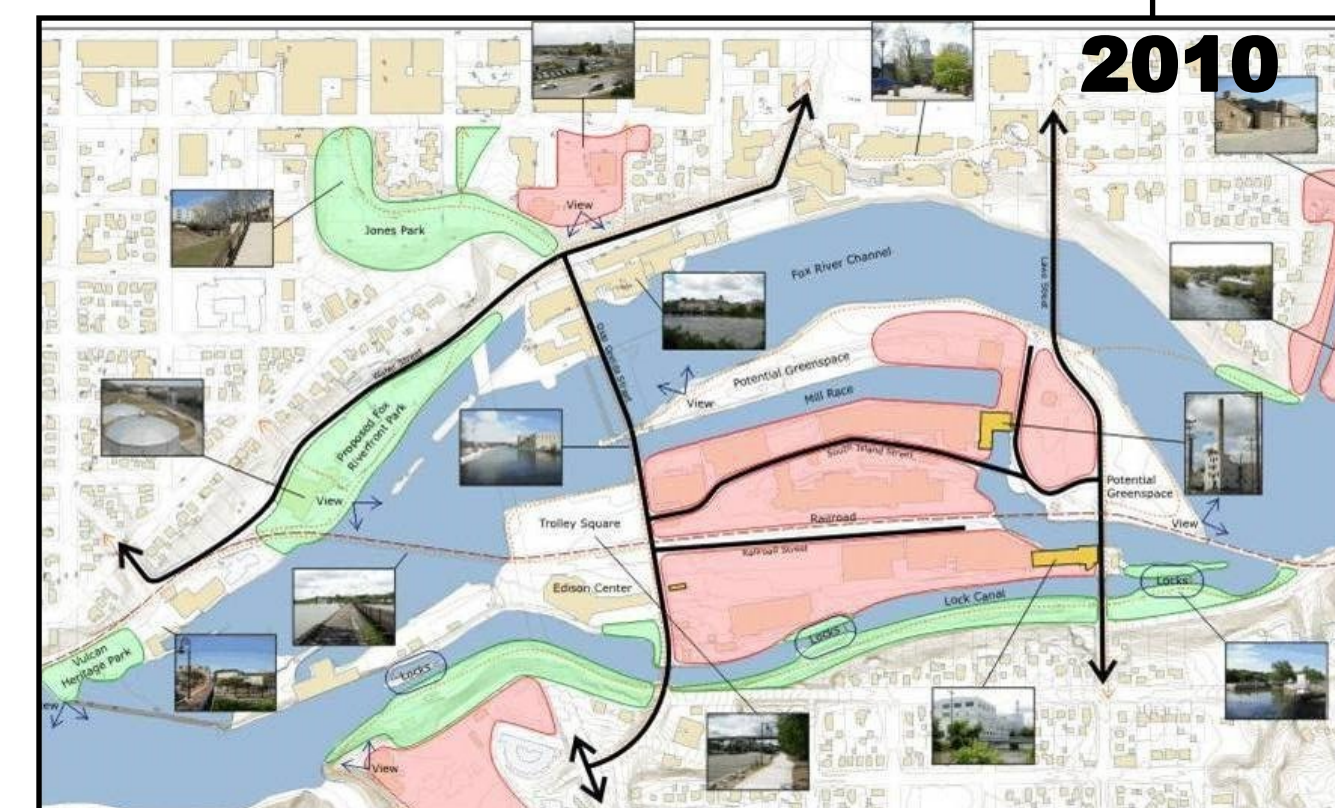 2010
View
Jones Park
Fox River Channel
Lake Street
Water Street
Potential Greenspace
Mill Race
View
Proposed Fox
Riverfront Park
South Island Street
Potential
Greenspace
View
Trolley Square
Railroad
View
Railroad Street
Edison Center
Locks
Lock Canal
Locks
Vulcan
Heritage Park
Locks
ew
View